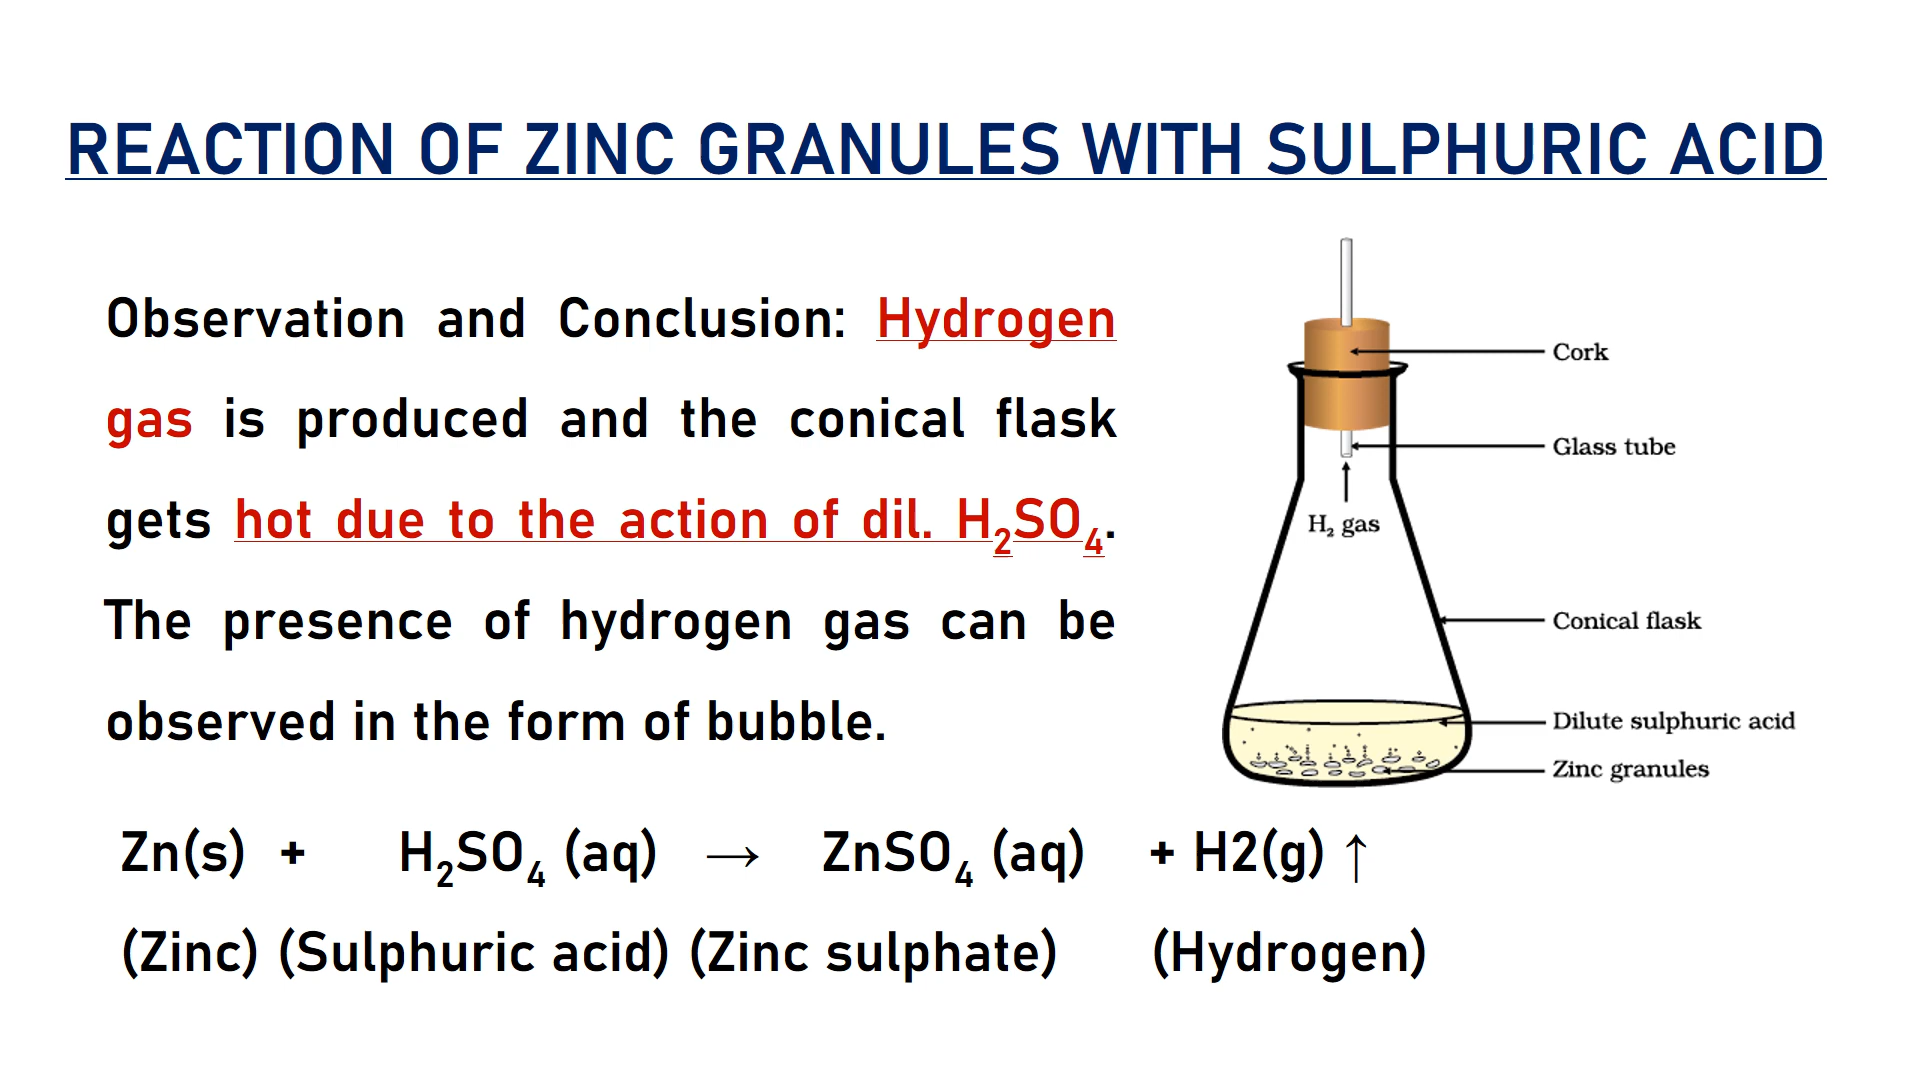 REACTION OF ZINC GRANULES WITH SULPHURIC ACID
Observation and Conclusion: Hydrogen
gas is produced and the conical flask
gets hot due to the action of dil. H₂SO₄.
The presence of hydrogen gas can be
observed in the form of bubble.
Cork
Glass tube
H₂ gas
Conical flask
Dilute sulphuric acid
Zinc granules
Zn(s) + H₂SO₄ (aq) → ZnSO₄ (aq) + H2(g) ↑
(Zinc) (Sulphuric acid) (Zinc sulphate) (Hydrogen)